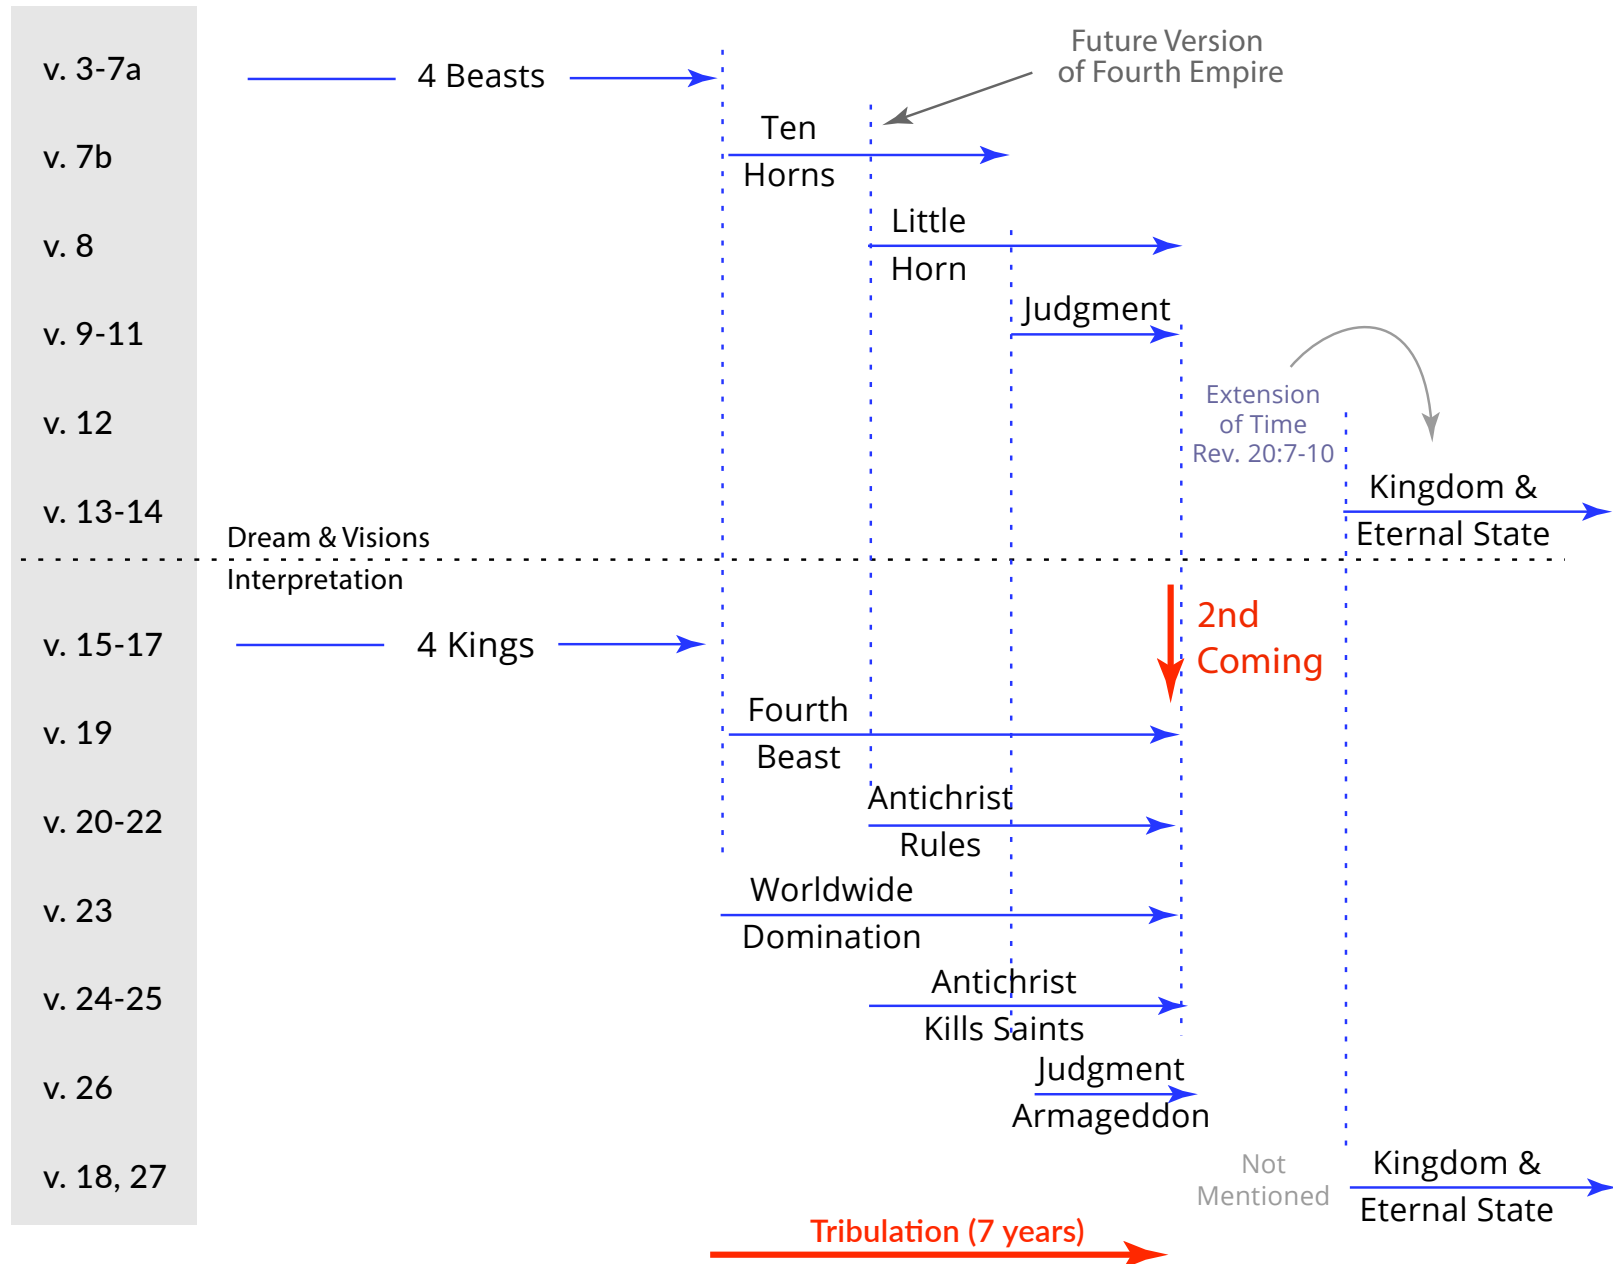 v. 3-7a
4 Beasts
Future Version
of Fourth Empire
v. 7b
Ten
Horns
v. 8
Little
Horn
v. 9-11
Judgment
v. 12
Extension
of Time
Rev. 20:7-10
v. 13-14
Kingdom &
Eternal State
Dream & Visions
Interpretation
v. 15-17
4 Kings
2nd
Coming
v. 19
Fourth
Beast
v. 20-22
Antichrist
Rules
v. 23
Worldwide
Domination
v. 24-25
Antichrist
Kills Saints
v. 26
Judgment
Armageddon
v. 18, 27
Not
Mentioned
Kingdom &
Eternal State
Tribulation (7 years)